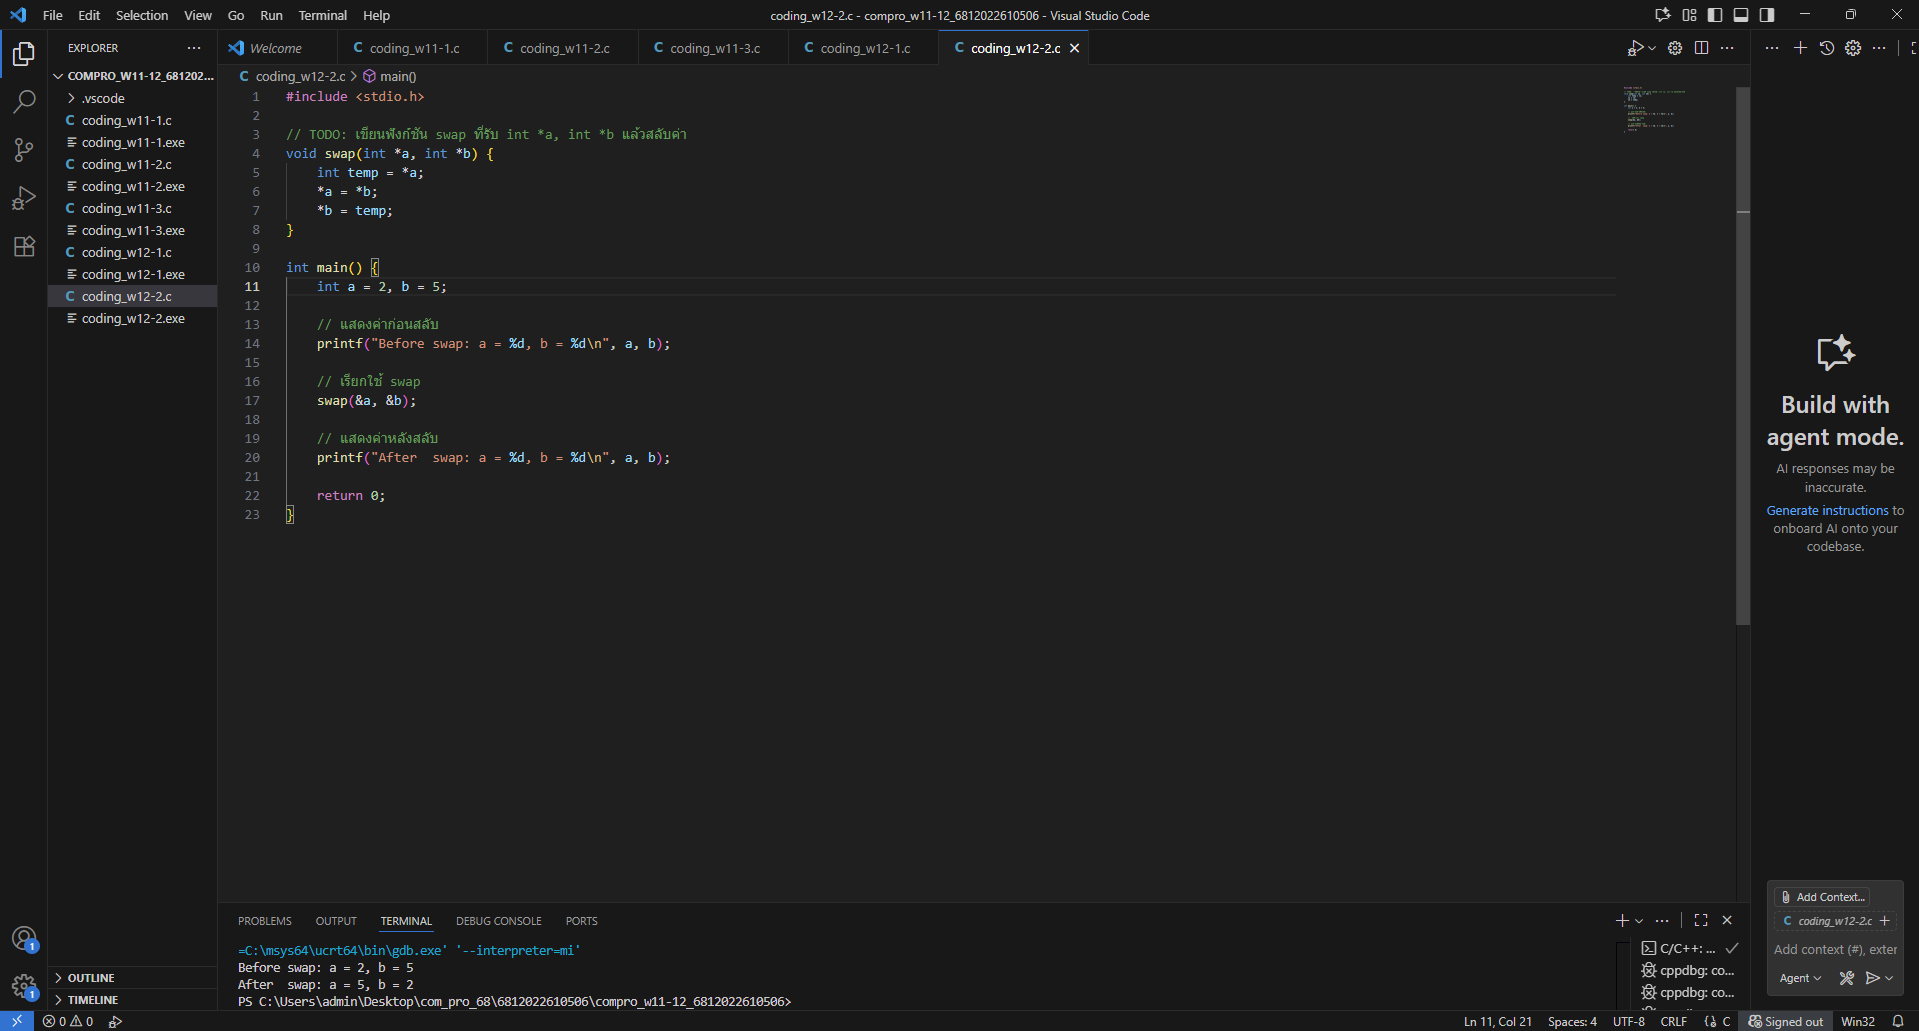 File Edit Selection View Go Run Terminal Help
coding_w12-2.c - compro_w11-12_6812022610506 - Visual Studio Code
EXPLORER
COMPRO_W11-12_681202...
.vscode
C coding_w11-1.c
coding_w11-1.exe
C coding_w11-2.c
coding_w11-2.exe
C coding_w11-3.c
coding_w11-3.exe
C coding_w12-1.c
coding_w12-1.exe
C coding_w12-2.c
coding_w12-2.exe
OUTLINE
TIMELINE
Welcome
C coding_w11-1.c
C coding_w11-2.c
C coding_w11-3.c
C coding_w12-1.c
C coding_w12-2.c
C coding_w12-2.c > main()
1 #include <stdio.h>
2
3 // TODO: เขียนฟังก์ชัน swap ที่รับ int *a, int *b แล้วสลับค่า
4 void swap(int *a, int *b) {
5 int temp = *a;
6 *a = *b;
7 *b = temp;
8 }
9
10 int main() {
11 int a = 2, b = 5;
12
13 // แสดงค่าก่อนสลับ
14 printf("Before swap: a = %d, b = %d\n", a, b);
15
16 // เรียกใช้ swap
17 swap(&a, &b);
18
19 // แสดงค่าหลังสลับ
20 printf("After  swap: a = %d, b = %d\n", a, b);
21
22 return 0;
23 }
PROBLEMS OUTPUT TERMINAL DEBUG CONSOLE PORTS
=C:\msys64\ucrt64\bin\gdb.exe' '--interpreter=mi'
Before swap: a = 2, b = 5
After  swap: a = 5, b = 2
PS C:\Users\admin\Desktop\com_pro_68\6812022610506\compro_w11-12_6812022610506>
C/C++: ...
cppdbg: co...
cppdbg: co...
Build with
agent mode.
AI responses may be
inaccurate.
Generate instructions to
onboard AI onto your
codebase.
Add Context...
C coding_w12-2.c
Add context (#), exter
Agent
1
1
0 0
Ln 11, Col 21 Spaces: 4 UTF-8 CRLF {} C Signed out Win32